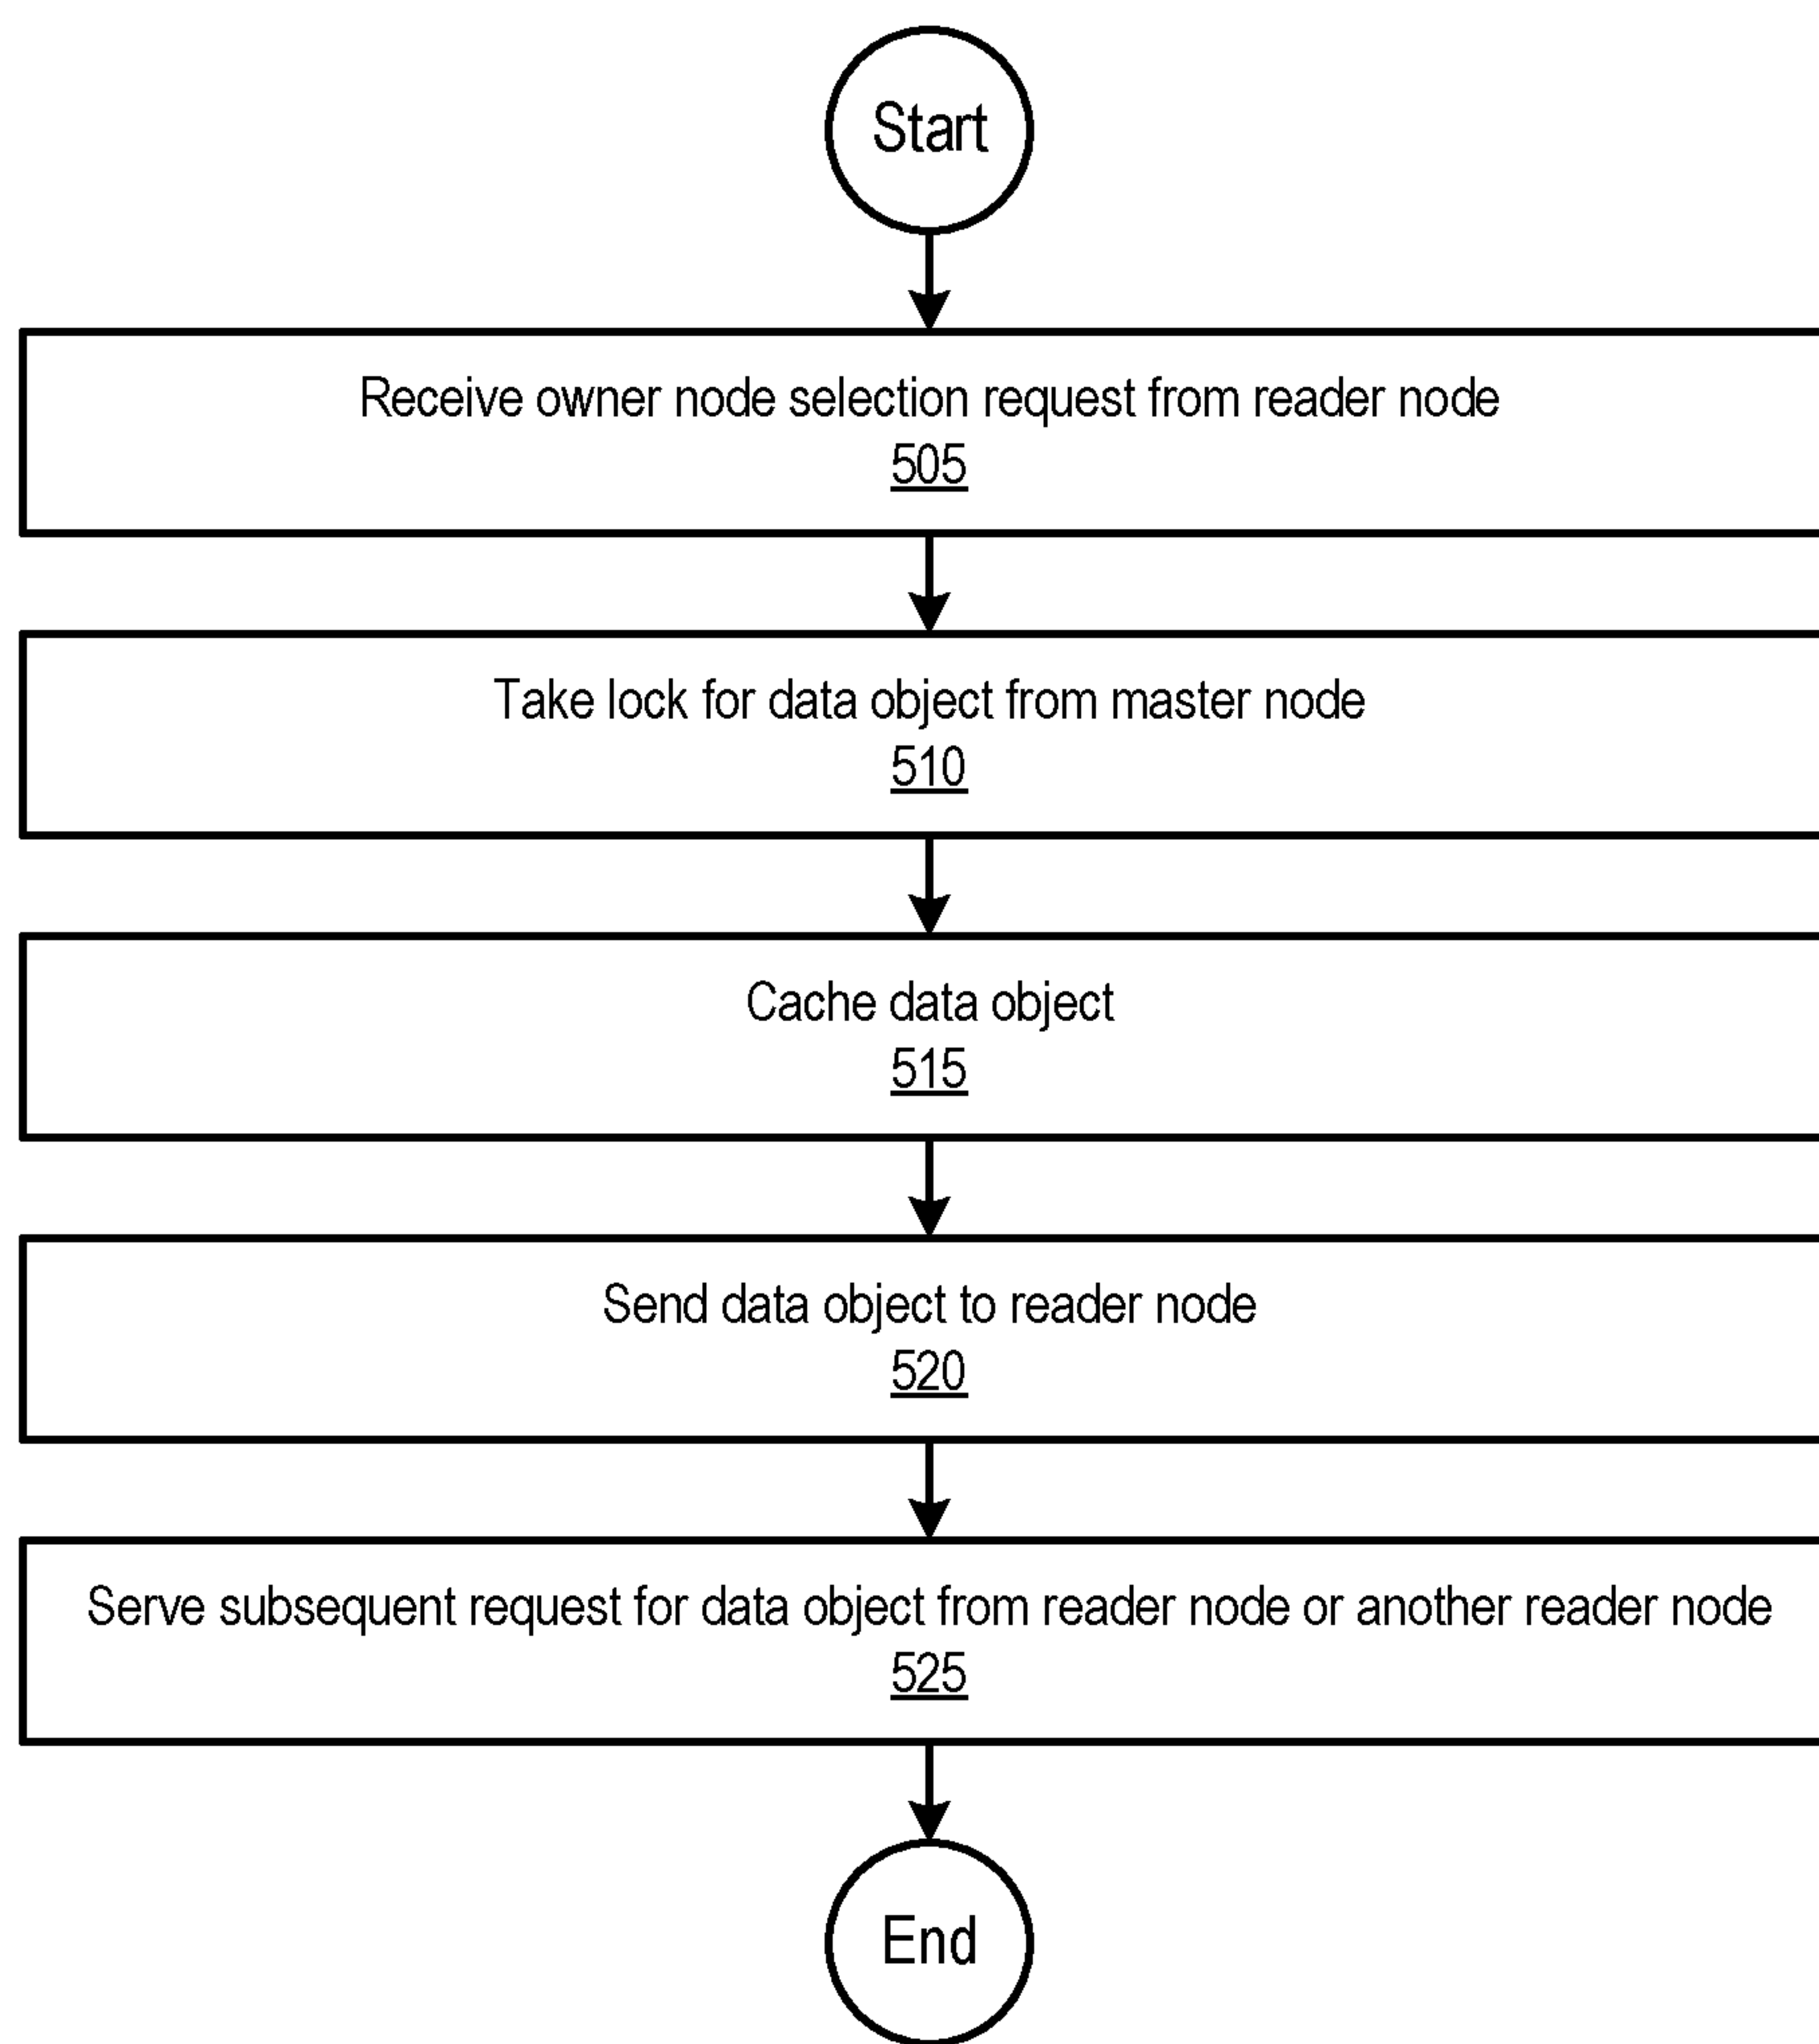 Start
Receive owner node selection request from reader node
505
Take lock for data object from master node
510
Cache data object
515
Send data object to reader node
520
Serve subsequent request for data object from reader node or another reader node
525
End